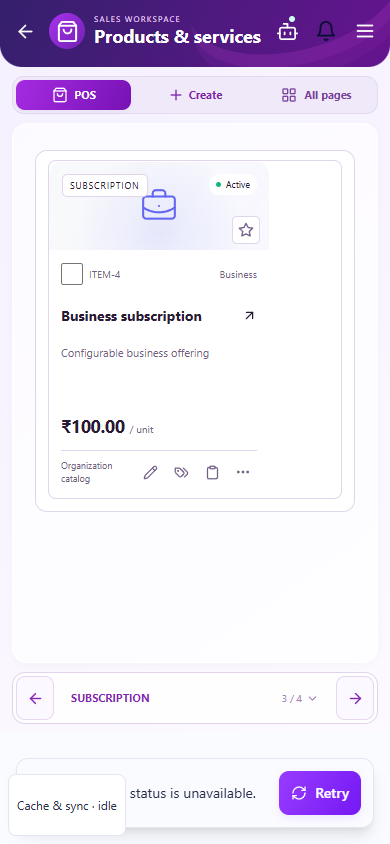 SALES WORKSPACE
Products & services
POS
Create
All pages
SUBSCRIPTION
Active
ITEM-4
Business
Business subscription
Configurable business offering
₹100.00 / unit
Organization
catalog
SUBSCRIPTION
3 / 4
status is unavailable.
Retry
Cache & sync · idle